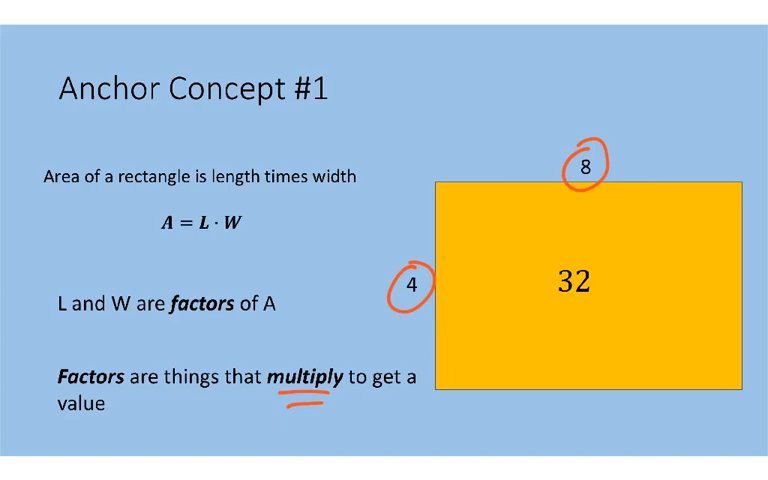 Anchor Concept #1
8
Area of a rectangle is length times width
A = L · W
4
32
L and W are factors of A
Factors are things that multiply to get a
value